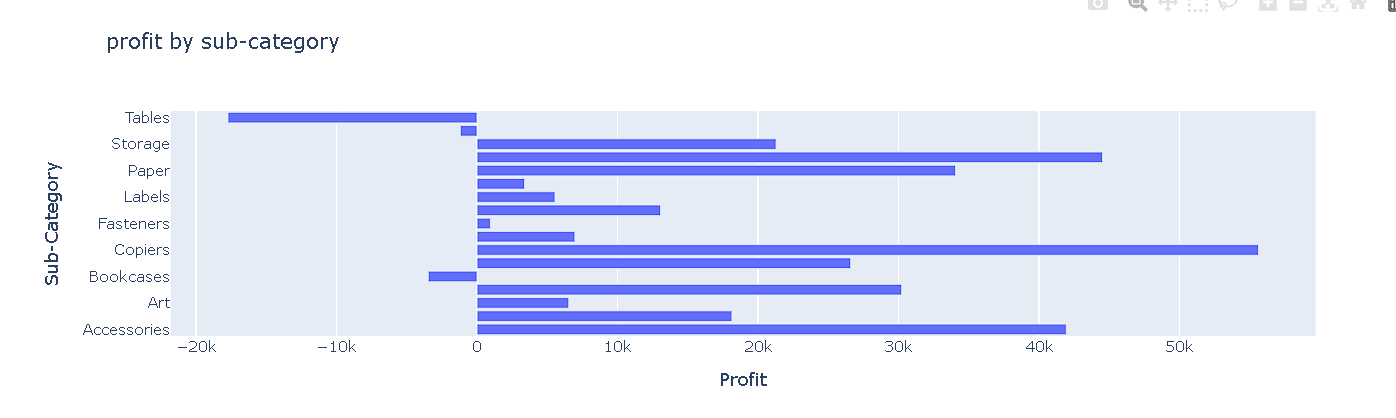 profit by sub-category
Sub-Category
Tables
Storage
Paper
Labels
Fasteners
Copiers
Bookcases
Art
Accessories
−20k −10k 0 10k 20k 30k 40k 50k
Profit